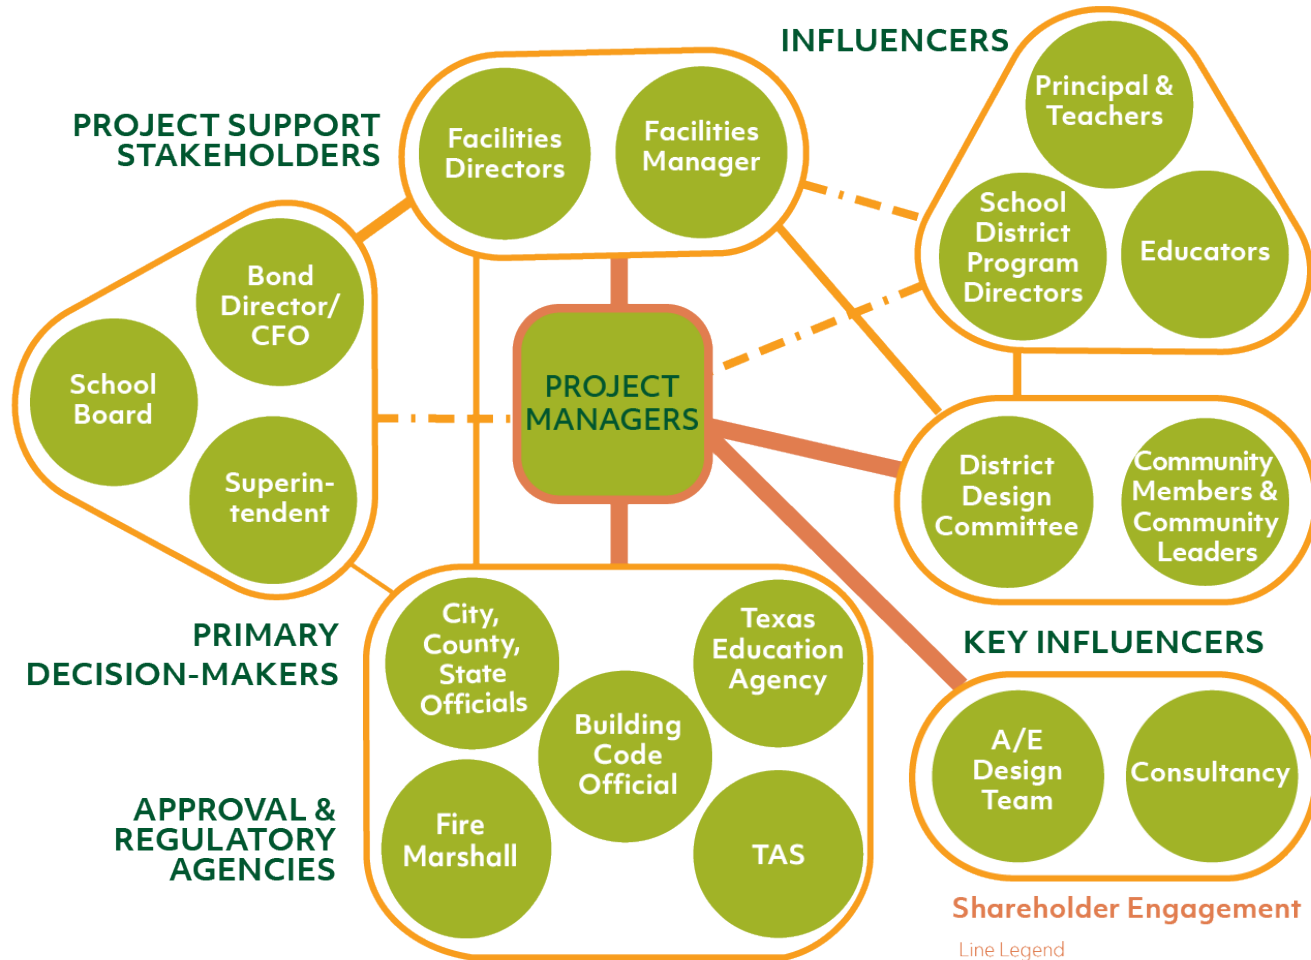 INFLUENCERS
Principal &
Teachers
School
District
Program
Directors
Educators
PROJECT SUPPORT
STAKEHOLDERS
Facilities
Directors
Facilities
Manager
Bond
Director/
CFO
School
Board
Superin-
tendent
PROJECT
MANAGERS
District
Design
Committee
Community
Members &
Community
Leaders
PRIMARY
DECISION-MAKERS
KEY INFLUENCERS
City,
County,
State
Officials
Texas
Education
Agency
Building
Code
Official
Fire
Marshall
TAS
APPROVAL &
REGULATORY
AGENCIES
A/E
Design
Team
Consultancy
Shareholder Engagement
Line Legend